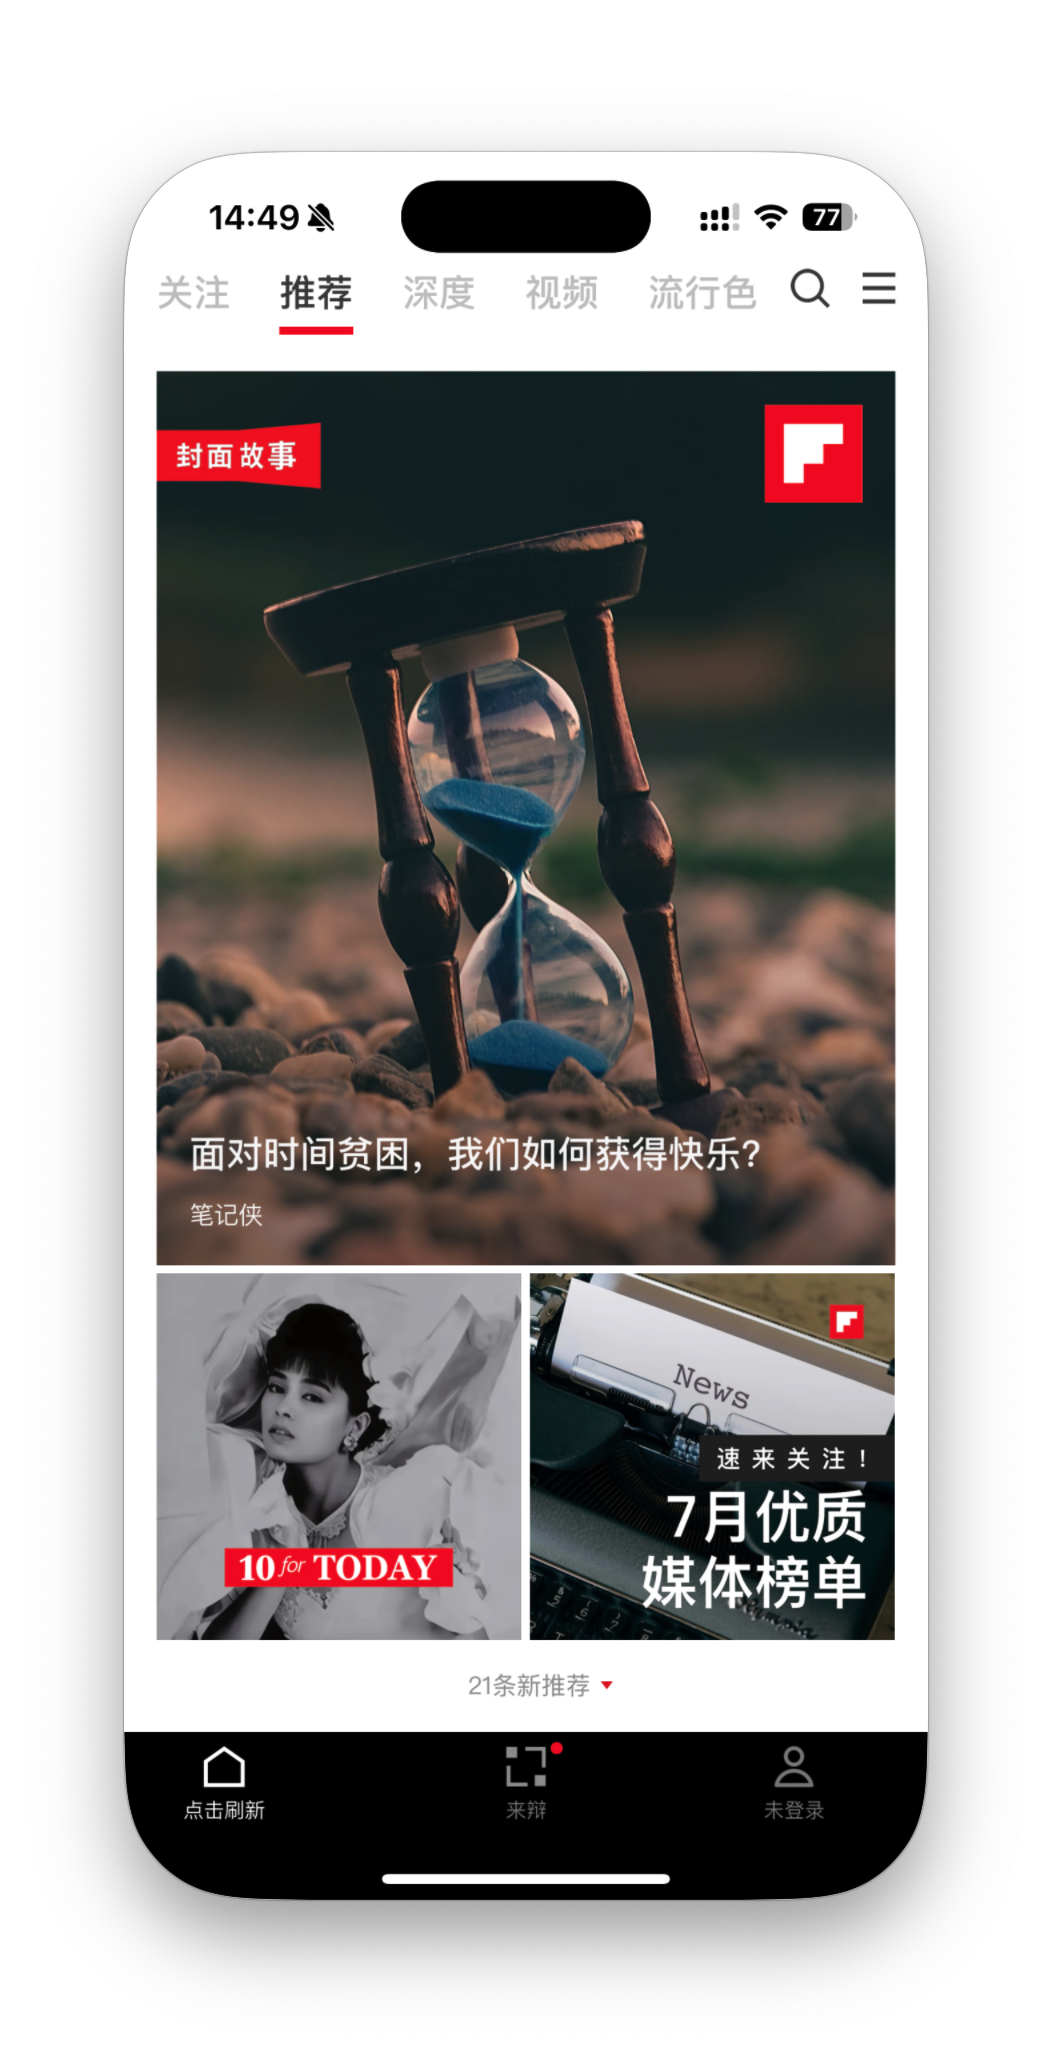 14:49
77
关注 推荐 深度 视频 流行色
封面故事
面对时间贫困，我们如何获得快乐？
笔记侠
10 for TODAY
News
速来关注！
7月优质
媒体榜单
21条新推荐
点击刷新 来辩 未登录